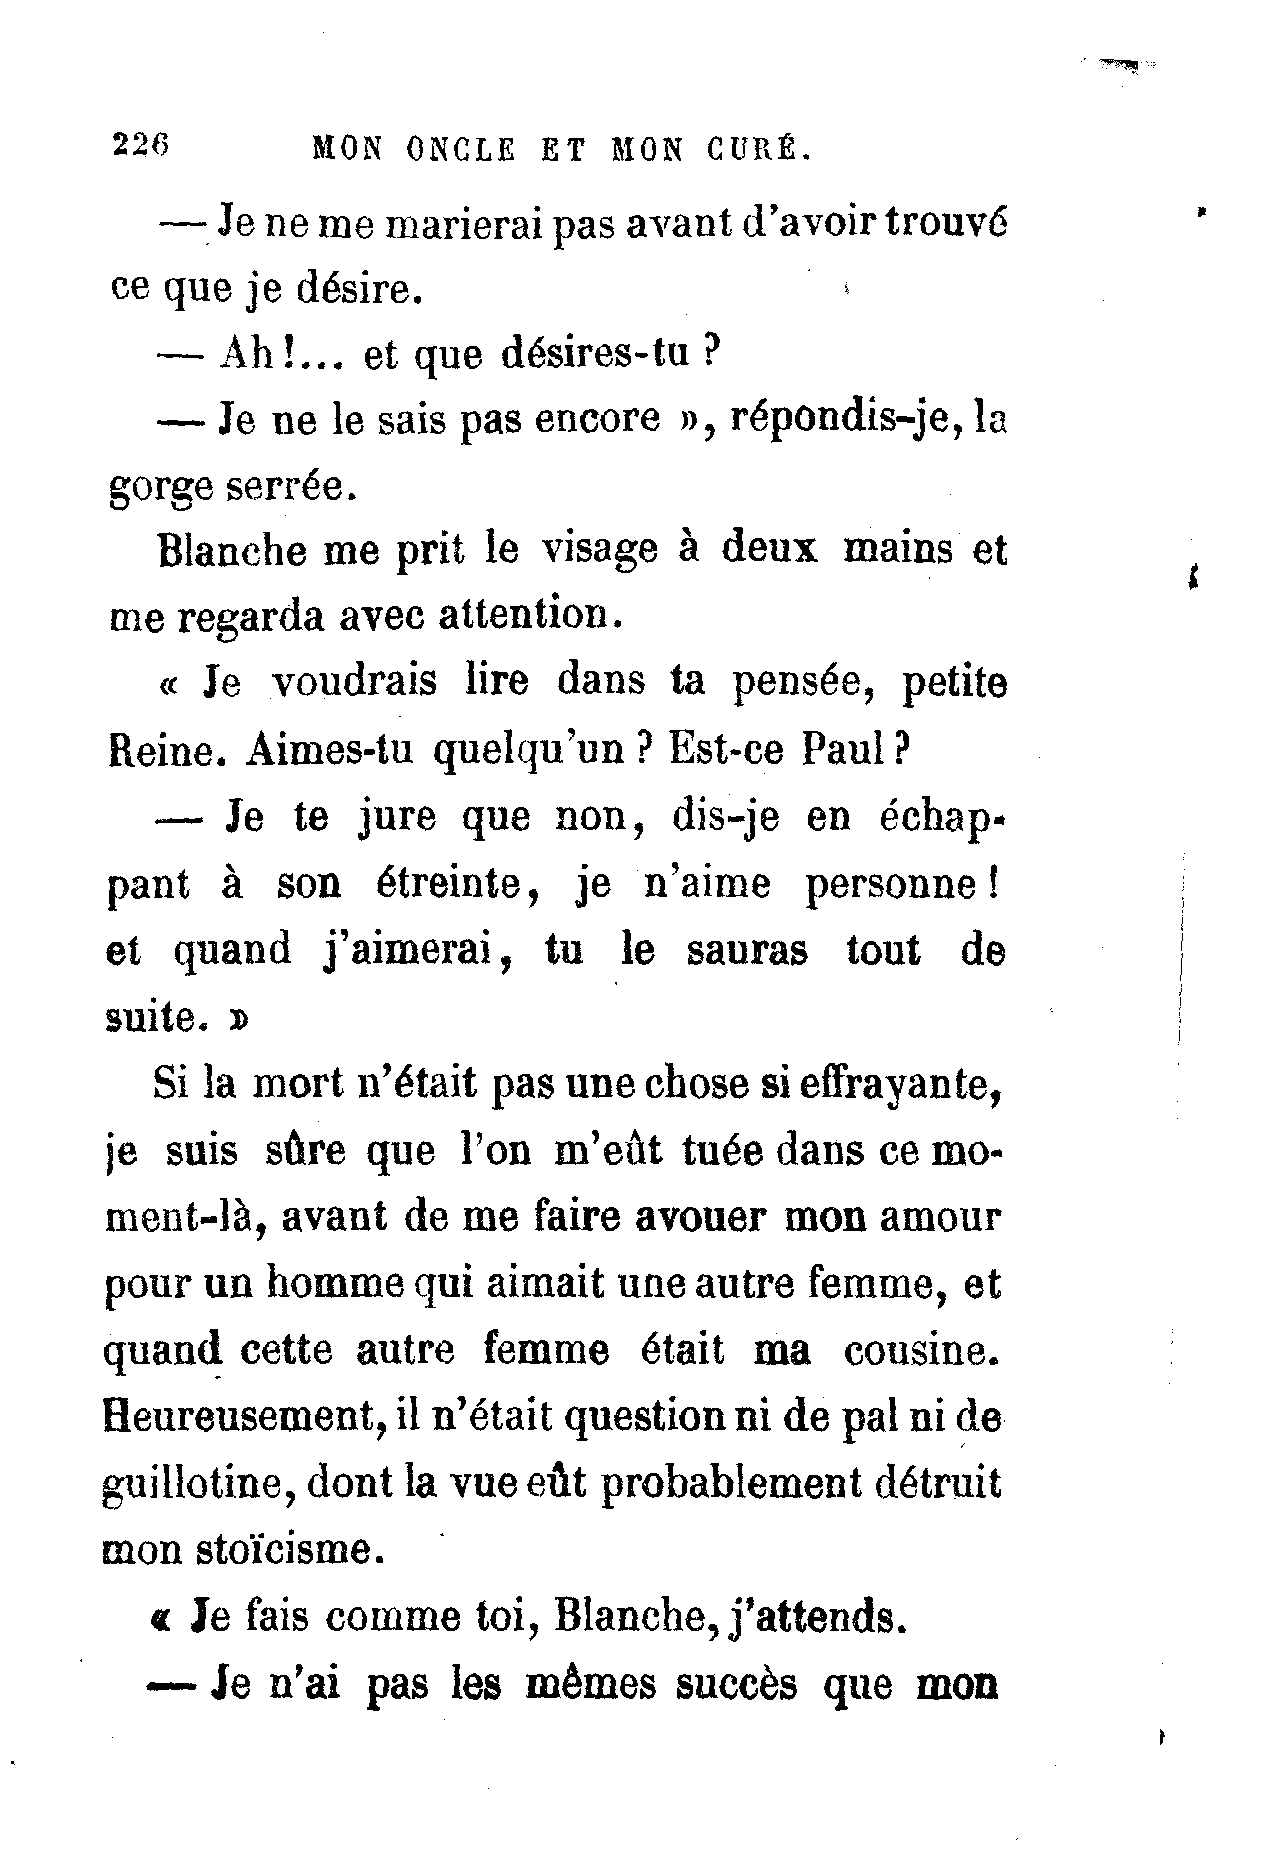 226 MON ONCLE ET MON CURÉ.
— Je ne me marierai pas avant d'avoir trouvé
ce que je désire.
— Ah !... et que désires-tu ?
— Je ne le sais pas encore », répondis-je, la
gorge serrée.
Blanche me prit le visage à deux mains et
me regarda avec attention.
« Je voudrais lire dans ta pensée, petite
Reine. Aimes-tu quelqu'un ? Est-ce Paul ?
— Je te jure que non, dis-je en échap-
pant à son étreinte, je n'aime personne !
et quand j'aimerai, tu le sauras tout de
suite. »
Si la mort n'était pas une chose si effrayante,
je suis sûre que l'on m'eût tuée dans ce mo-
ment-là, avant de me faire avouer mon amour
pour un homme qui aimait une autre femme, et
quand cette autre femme était ma cousine.
Heureusement, il n'était question ni de pal ni de
guillotine, dont la vue eût probablement détruit
mon stoïcisme.
« Je fais comme toi, Blanche, j'attends.
— Je n'ai pas les mêmes succès que mon